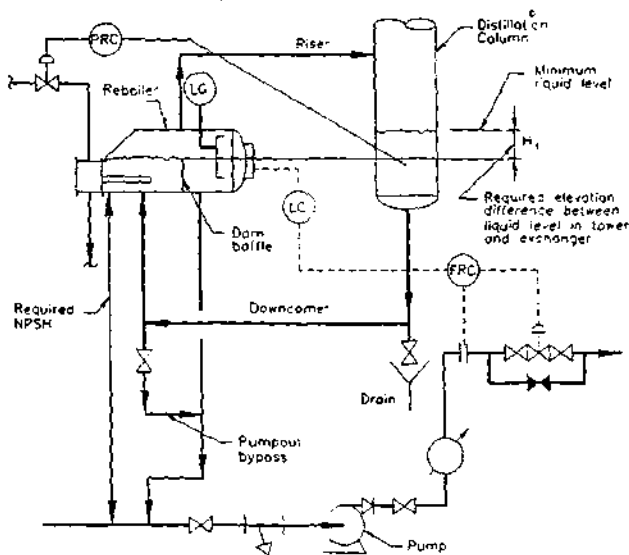 Distillation
Column
PRC
Riser
Minimum
liquid level
Reboiler
LG
H1
Required elevation
difference between
liquid level in tower
and exchanger
LC
Dam
baffle
FRC
Required
NPSH
Downcomer
Drain
Pumpout
bypass
Pump